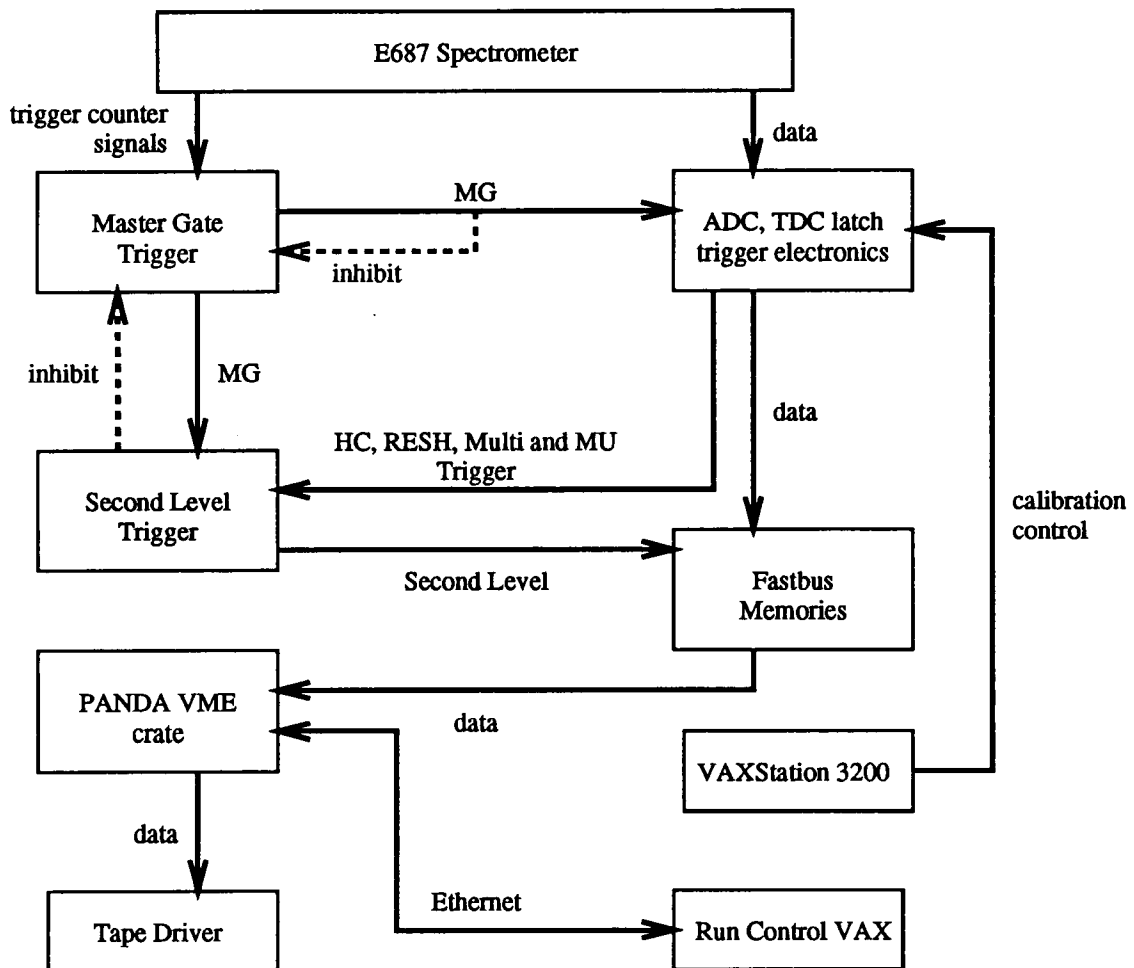 E687 Spectrometer
trigger counter
signals
data
Master Gate
Trigger
MG
inhibit
ADC, TDC latch
trigger electronics
inhibit
MG
data
HC, RESH, Multi and MU
Trigger
Second Level
Trigger
calibration
control
Second Level
Fastbus
Memories
PANDA VME
crate
data
VAXStation 3200
data
Ethernet
Tape Driver
Run Control VAX